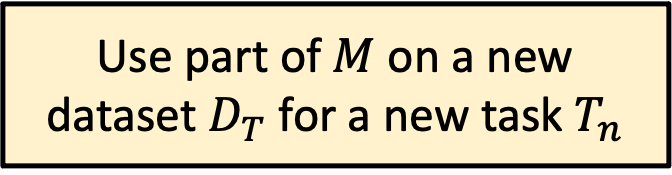 Use part of M on a new
dataset D_T for a new task T_n